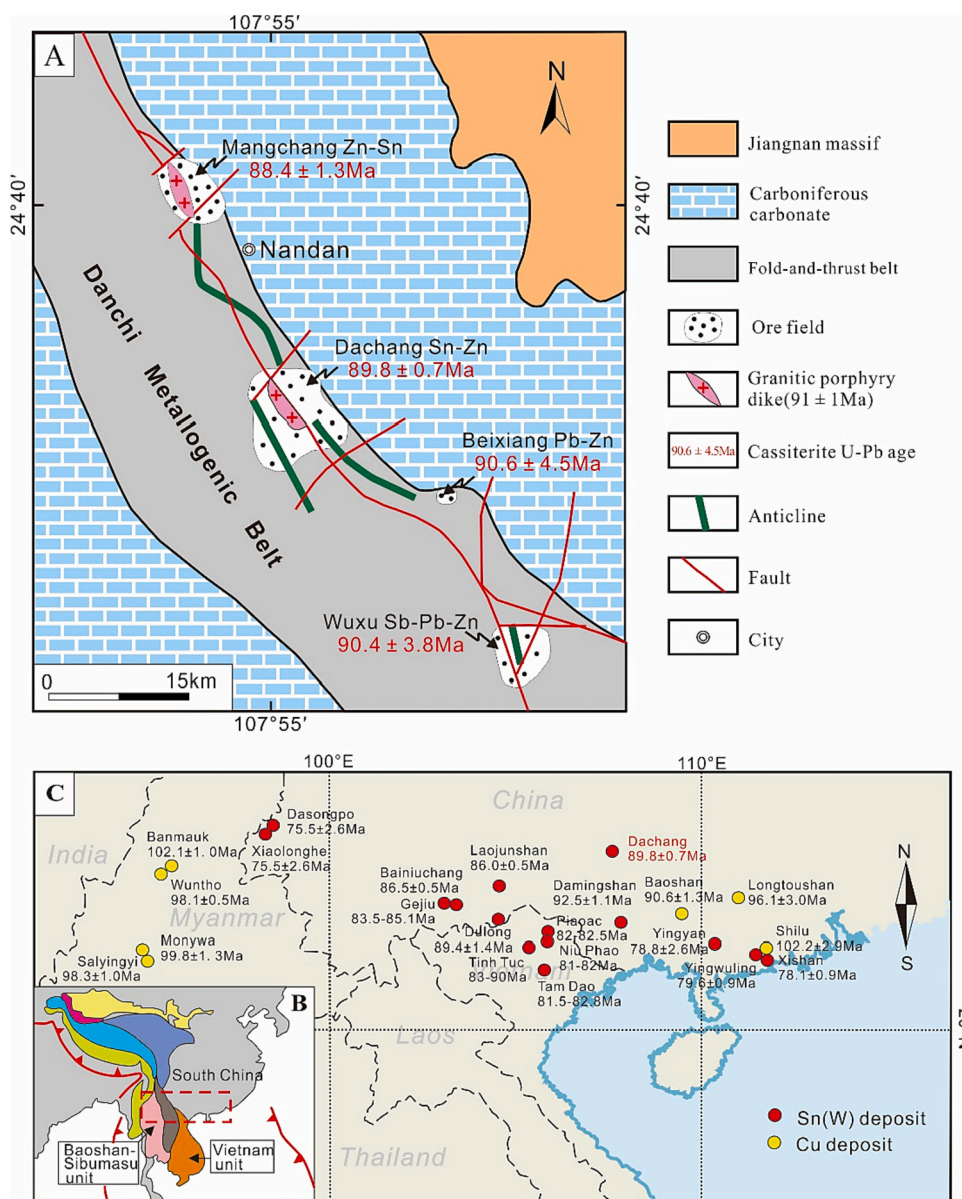 107°55′
A
N
Mangchang Zn-Sn
88.4 ± 1.3Ma
24°40′
24°40′
Nandan
Danchi Metallogenic Belt
Dachang Sn-Zn
89.8 ± 0.7Ma
Beixiang Pb-Zn
90.6 ± 4.5Ma
Wuxu Sb-Pb-Zn
90.4 ± 3.8Ma
0 15km
107°55′
Jiangnan massif
Carboniferous
carbonate
Fold-and-thrust belt
Ore field
Granitic porphyry
dike(91 ± 1Ma)
90.6 ± 4.5Ma
Cassiterite U-Pb age
Anticline
Fault
City
100°E
110°E
C
China
India
Myanmar
Laos
Thailand
N
S
Dasongpo
75.5±2.6Ma
Banmauk
102.1±1.0Ma
Xiaolonghe
75.5±2.6Ma
Wuntho
98.1±0.5Ma
Monywa
99.8±1.3Ma
Salyingyi
98.3±1.0Ma
Laojunshan
86.0±0.5Ma
Bainiuchang
86.5±0.5Ma
Gejiu
83.5-85.1Ma
Dulong
89.4±1.4Ma
Tinh Tuc
83-90Ma
Dachang
89.8±0.7Ma
Damingshan
92.5±1.1Ma
Piaoac
82-82.5Ma
Niu Phao
81-82Ma
Tam Dao
81.5-82.8Ma
Baoshan
90.6±1.3Ma
Longtoushan
96.1±3.0Ma
Yingyan
78.8±2.6Ma
Shilu
102.2±2.9Ma
Yingwuling
79.6±0.9Ma
Xishan
78.1±0.9Ma
B
South China
Baoshan-
Sibumasu
unit
Vietnam
unit
Sn(W) deposit
Cu deposit